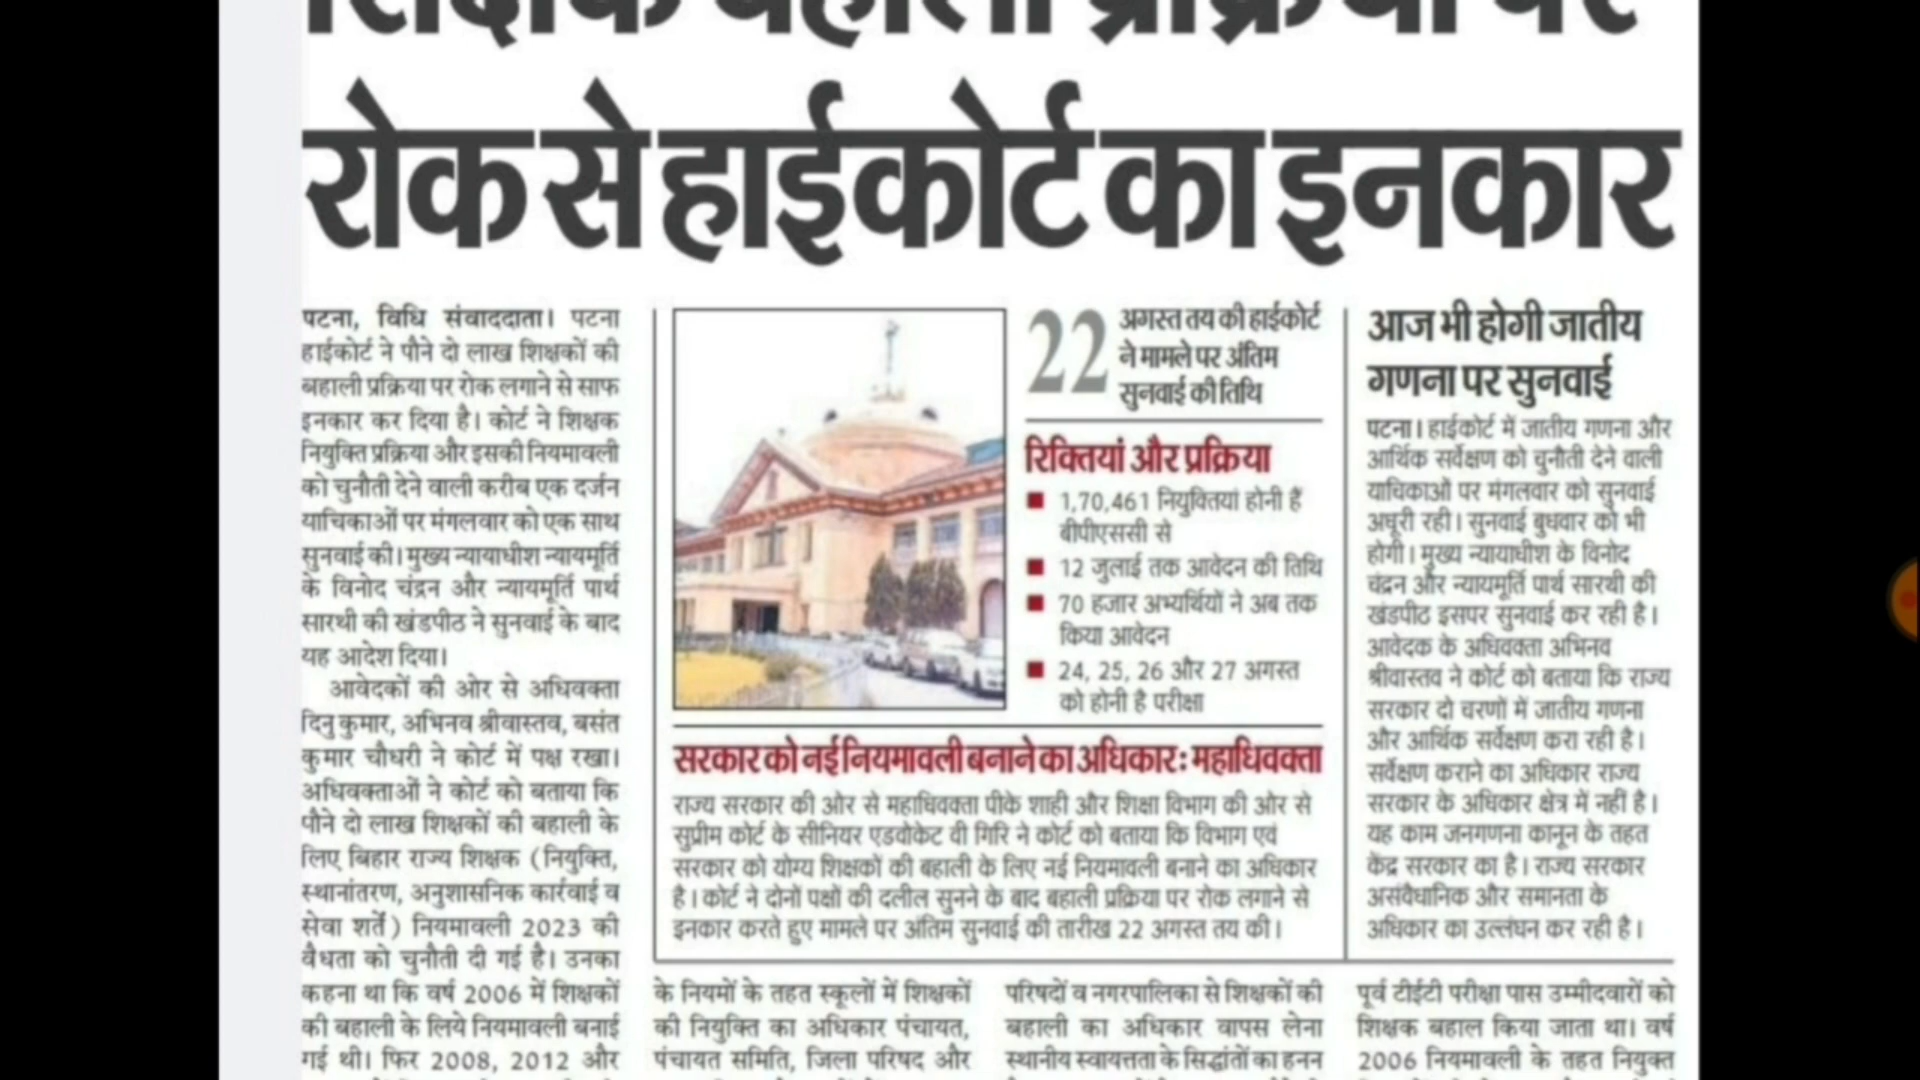 शिक्षक बहाली प्रक्रिया पर
रोक से हाईकोर्ट का इनकार
पटना, विधि संवाददाता। पटना
हाईकोर्ट ने पौने दो लाख शिक्षकों की
बहाली प्रक्रिया पर रोक लगाने से साफ
इनकार कर दिया है। कोर्ट ने शिक्षक
नियुक्ति प्रक्रिया और इसकी नियमावली
को चुनौती देने वाली करीब एक दर्जन
याचिकाओं पर मंगलवार को एक साथ
सुनवाई की। मुख्य न्यायाधीश न्यायमूर्ति
के विनोद चंद्रन और न्यायमूर्ति पार्थ
सारथी की खंडपीठ ने सुनवाई के बाद
यह आदेश दिया।
आवेदकों की ओर से अधिवक्ता
दिनु कुमार, अभिनव श्रीवास्तव, बसंत
कुमार चौधरी ने कोर्ट में पक्ष रखा।
अधिवक्ताओं ने कोर्ट को बताया कि
पौने दो लाख शिक्षकों की बहाली के
लिए बिहार राज्य शिक्षक (नियुक्ति,
स्थानांतरण, अनुशासनिक कार्रवाई व
सेवा शर्तें) नियमावली 2023 की
वैधता को चुनौती दी गई है। उनका
कहना था कि वर्ष 2006 में शिक्षकों
की बहाली के लिये नियमावली बनाई
गई थी। फिर 2008, 2012 और
22
अगस्त तय की हाईकोर्ट
ने मामले पर अंतिम
सुनवाई की तिथि
रिक्तियां और प्रक्रिया
1,70,461 नियुक्तियां होनी हैं
बीपीएससी से
12 जुलाई तक आवेदन की तिथि
70 हजार अभ्यर्थियों ने अब तक
किया आवेदन
24, 25, 26 और 27 अगस्त
को होनी है परीक्षा
सरकार को नई नियमावली बनाने का अधिकार: महाधिवक्ता
राज्य सरकार की ओर से महाधिवक्ता पीके शाही और शिक्षा विभाग की ओर से
सुप्रीम कोर्ट के सीनियर एडवोकेट वी गिरि ने कोर्ट को बताया कि विभाग एवं
सरकार को योग्य शिक्षकों की बहाली के लिए नई नियमावली बनाने का अधिकार
है। कोर्ट ने दोनों पक्षों की दलील सुनने के बाद बहाली प्रक्रिया पर रोक लगाने से
इनकार करते हुए मामले पर अंतिम सुनवाई की तारीख 22 अगस्त तय की।
आज भी होगी जातीय
गणना पर सुनवाई
पटना। हाईकोर्ट में जातीय गणना और
आर्थिक सर्वेक्षण को चुनौती देने वाली
याचिकाओं पर मंगलवार को सुनवाई
अधूरी रही। सुनवाई बुधवार को भी
होगी। मुख्य न्यायाधीश के विनोद
चंद्रन और न्यायमूर्ति पार्थ सारथी की
खंडपीठ इसपर सुनवाई कर रही है।
आवेदक के अधिवक्ता अभिनव
श्रीवास्तव ने कोर्ट को बताया कि राज्य
सरकार दो चरणों में जातीय गणना
और आर्थिक सर्वेक्षण करा रही है।
सर्वेक्षण कराने का अधिकार राज्य
सरकार के अधिकार क्षेत्र में नहीं है।
यह काम जनगणना कानून के तहत
केंद्र सरकार का है। राज्य सरकार
असंवैधानिक और समानता के
अधिकार का उल्लंघन कर रही है।
के नियमों के तहत स्कूलों में शिक्षकों
की नियुक्ति का अधिकार पंचायत,
पंचायत समिति, जिला परिषद और
परिषदों व नगरपालिका से शिक्षकों की
बहाली का अधिकार वापस लेना
स्थानीय स्वायत्तता के सिद्धांतों का हनन
पूर्व टीईटी परीक्षा पास उम्मीदवारों को
शिक्षक बहाल किया जाता था। वर्ष
2006 नियमावली के तहत नियुक्त